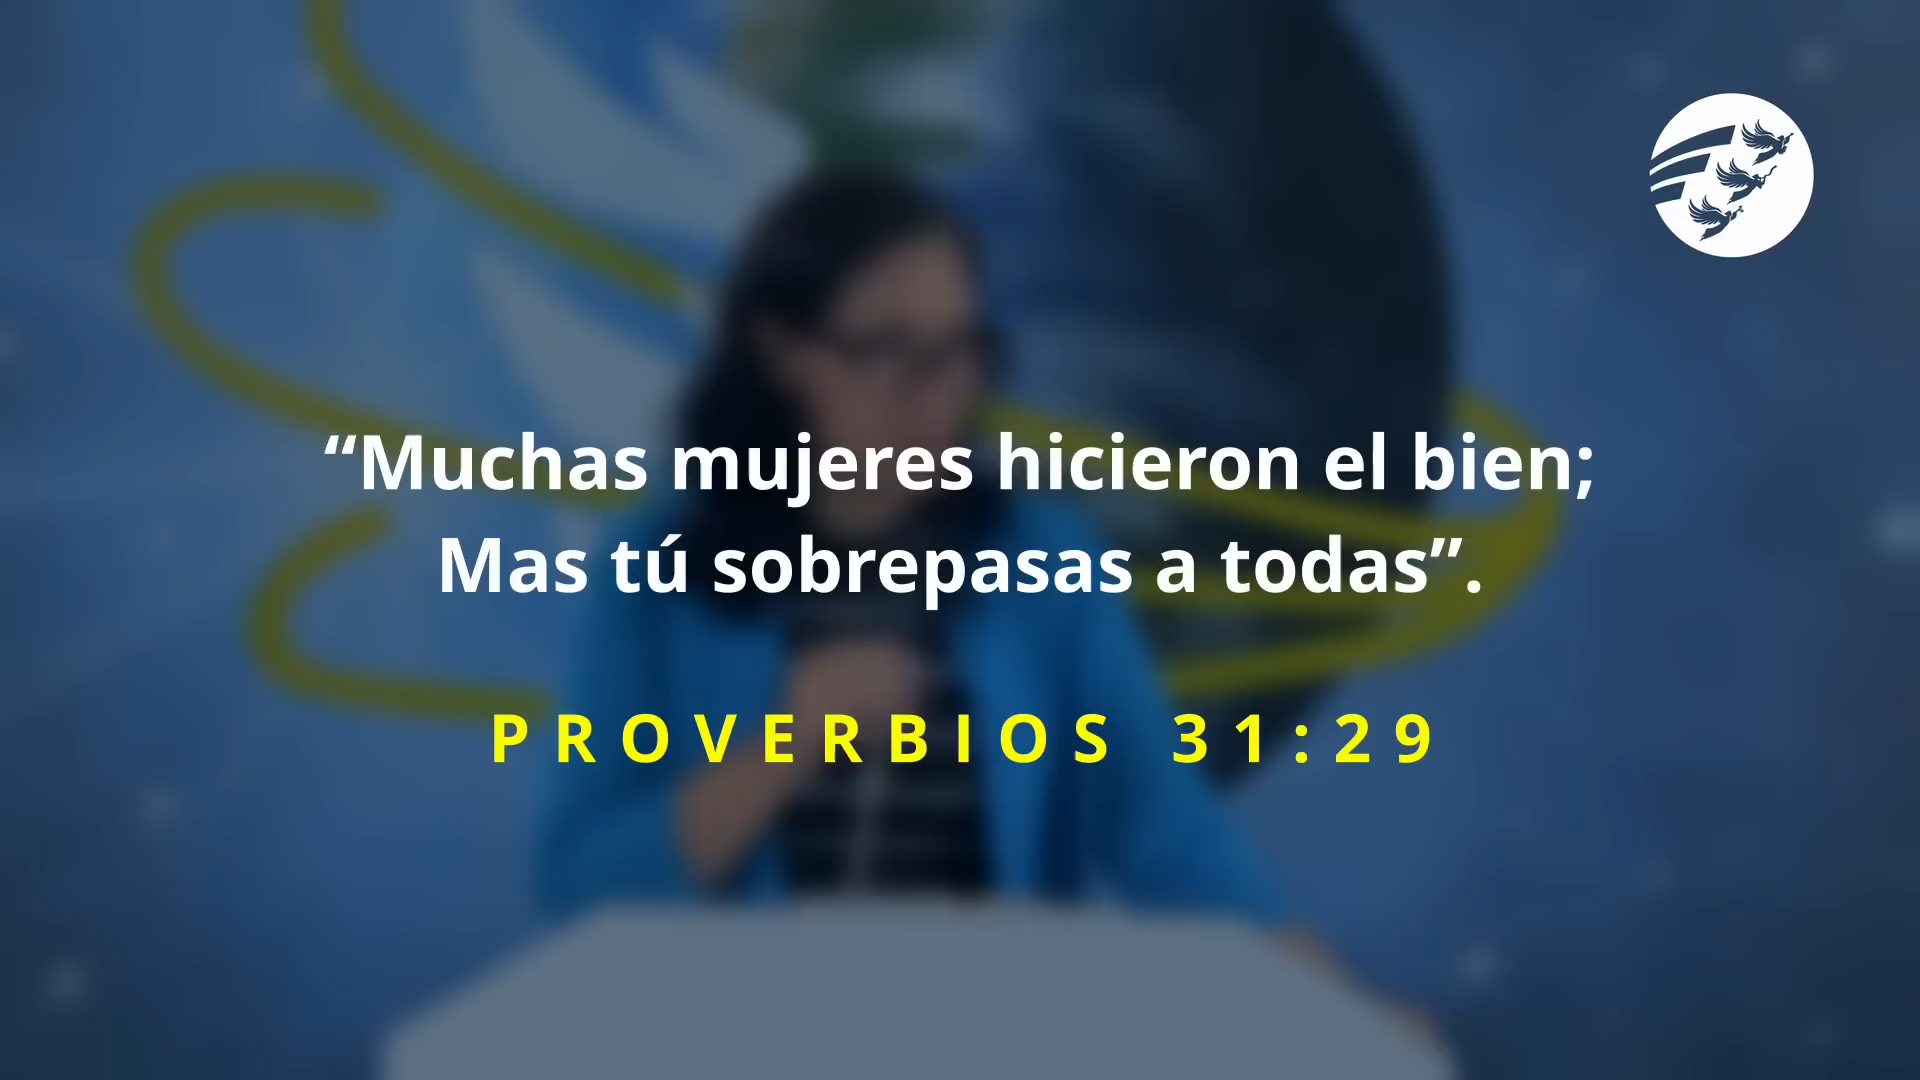 “Muchas mujeres hicieron el bien;
Mas tú sobrepasas a todas”.
PROVERBIOS 31:29